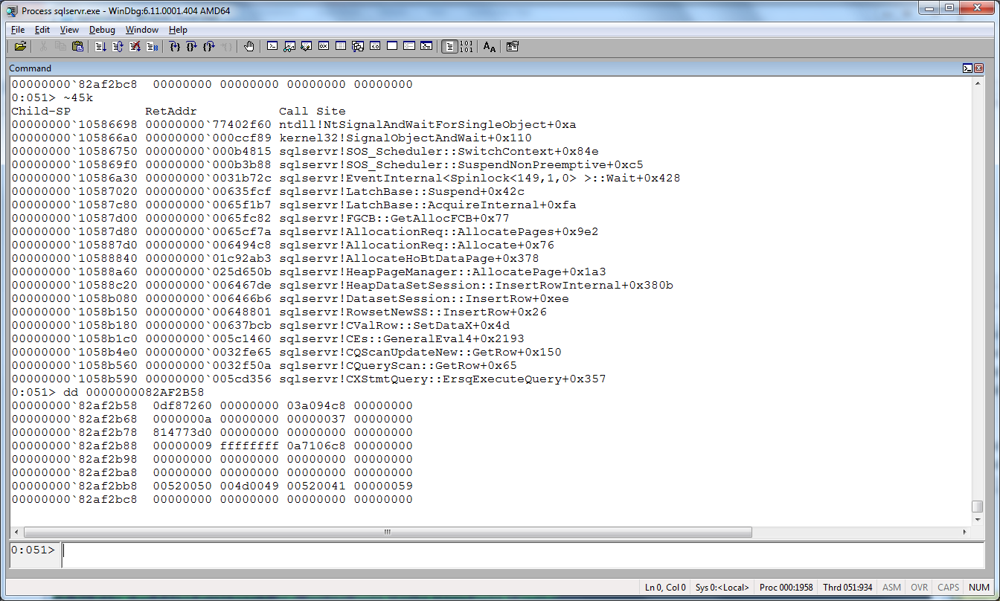 Process sqlservr.exe - WinDbg:6.11.0001.404 AMD64
File Edit View Debug Window Help
Command
00000000`82af2bc8  00000000 00000000 00000000 00000000
0:051> ~45k
Child-SP          RetAddr           Call Site
00000000`10586698 00000000`77402f60 ntdll!NtSignalAndWaitForSingleObject+0xa
00000000`105866a0 00000000`000ccf89 kernel32!SignalObjectAndWait+0x110
00000000`10586750 00000000`000b4815 sqlservr!SOS_Scheduler::SwitchContext+0x84e
00000000`105869f0 00000000`000b3b88 sqlservr!SOS_Scheduler::SuspendNonPreemptive+0xc5
00000000`10586a30 00000000`0031b72c sqlservr!EventInternal<Spinlock<149,1,0> >::Wait+0x428
00000000`10587020 00000000`00635fcf sqlservr!LatchBase::Suspend+0x42c
00000000`10587c80 00000000`0065f1b7 sqlservr!LatchBase::AcquireInternal+0xfa
00000000`10587d00 00000000`0065fc82 sqlservr!FGCB::GetAllocFCB+0x77
00000000`10587d80 00000000`0065cf7a sqlservr!AllocationReq::AllocatePages+0x9e2
00000000`105887d0 00000000`006494c8 sqlservr!AllocationReq::Allocate+0x76
00000000`10588840 00000000`01c92ab3 sqlservr!AllocateHoBtDataPage+0x378
00000000`10588a60 00000000`025d650b sqlservr!HeapPageManager::AllocatePage+0x1a3
00000000`10588c20 00000000`006467de sqlservr!HeapDataSetSession::InsertRowInternal+0x380b
00000000`1058b080 00000000`006466b6 sqlservr!DatasetSession::InsertRow+0xee
00000000`1058b150 00000000`00648801 sqlservr!RowsetNewSS::InsertRow+0x26
00000000`1058b180 00000000`00637bcb sqlservr!CValRow::SetDataX+0x4d
00000000`1058b1c0 00000000`005c1460 sqlservr!CEs::GeneralEval4+0x2193
00000000`1058b4e0 00000000`0032fe65 sqlservr!CQScanUpdateNew::GetRow+0x150
00000000`1058b560 00000000`0032f50a sqlservr!CQueryScan::GetRow+0x65
00000000`1058b590 00000000`005cd356 sqlservr!CXStmtQuery::ErsqExecuteQuery+0x357
0:051> dd 0000000082AF2B58
00000000`82af2b58  0df87260 00000000 03a094c8 00000000
00000000`82af2b68  0000000a 00000000 00000037 00000000
00000000`82af2b78  814773d0 00000000 00000000 00000000
00000000`82af2b88  00000009 ffffffff 0a7106c8 00000000
00000000`82af2b98  00000000 00000000 00000000 00000000
00000000`82af2ba8  00000000 00000000 00000000 00000000
00000000`82af2bb8  00520050 004d0049 00520041 00000059
00000000`82af2bc8  00000000 00000000 00000000 00000000
0:051>
Ln 0, Col 0 Sys 0:<Local> Proc 000:1958 Thrd 051:934 ASM OVR CAPS NUM